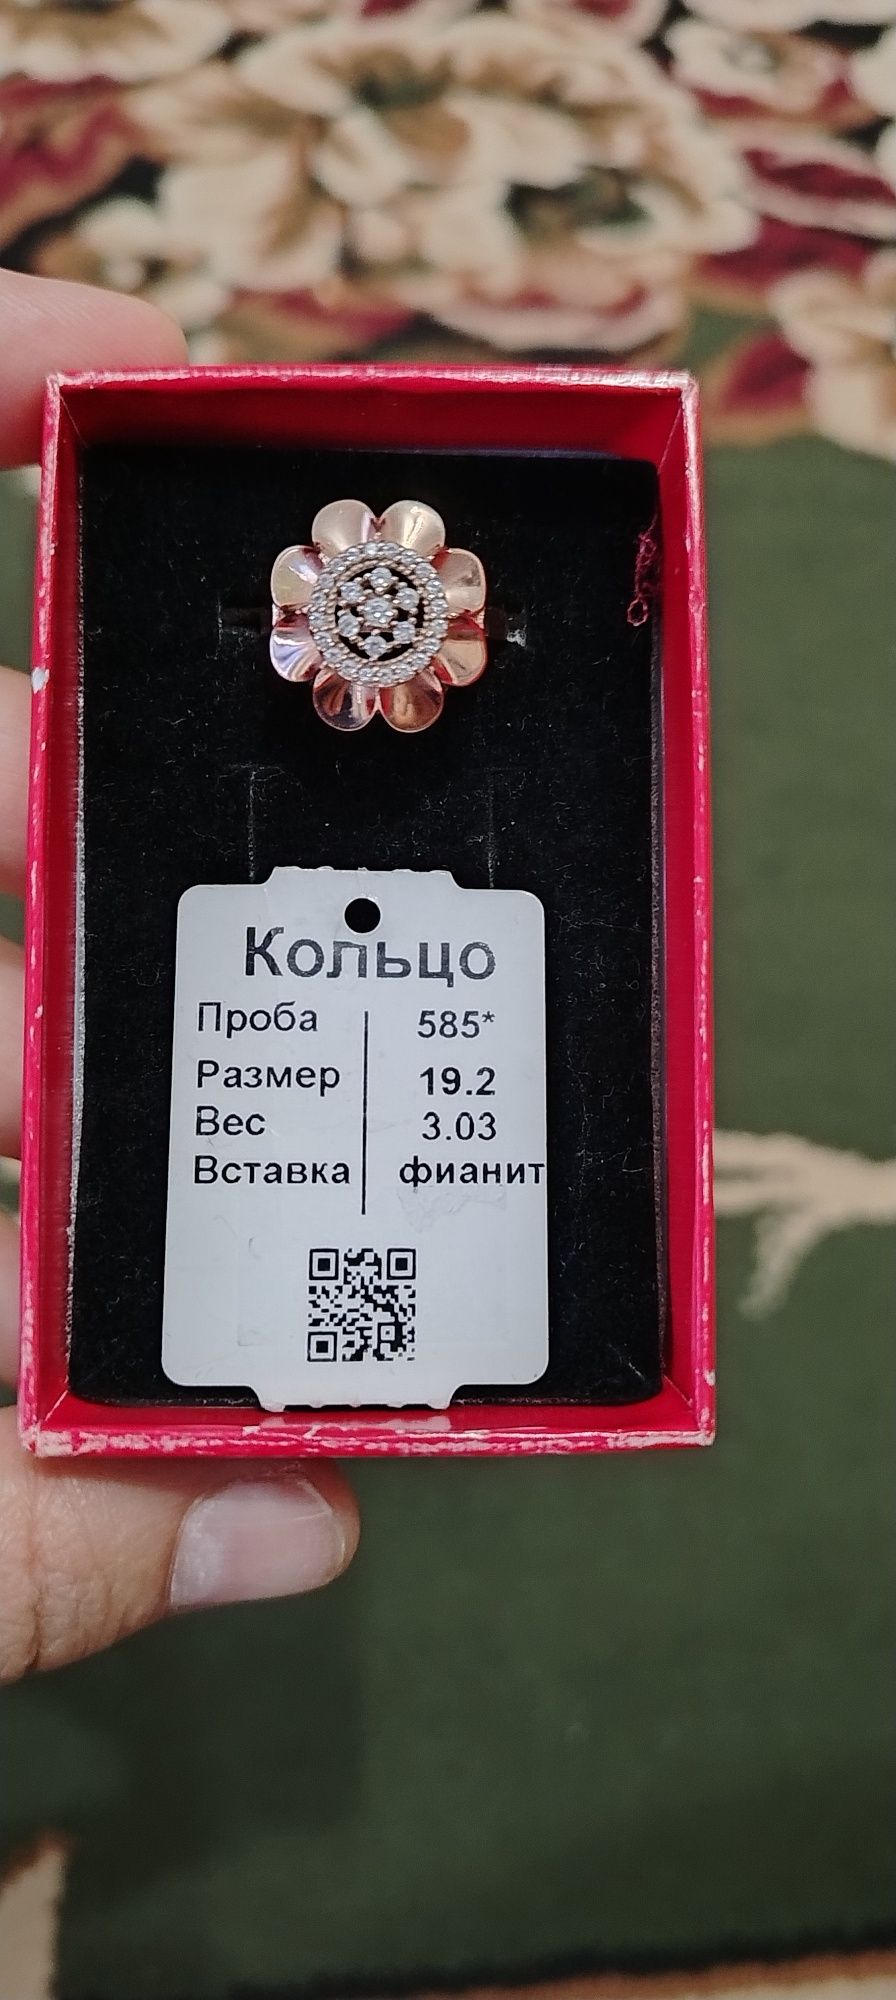 Кольцо
Проба 585*
Размер 19.2
Вес 3.03
Вставка фианит